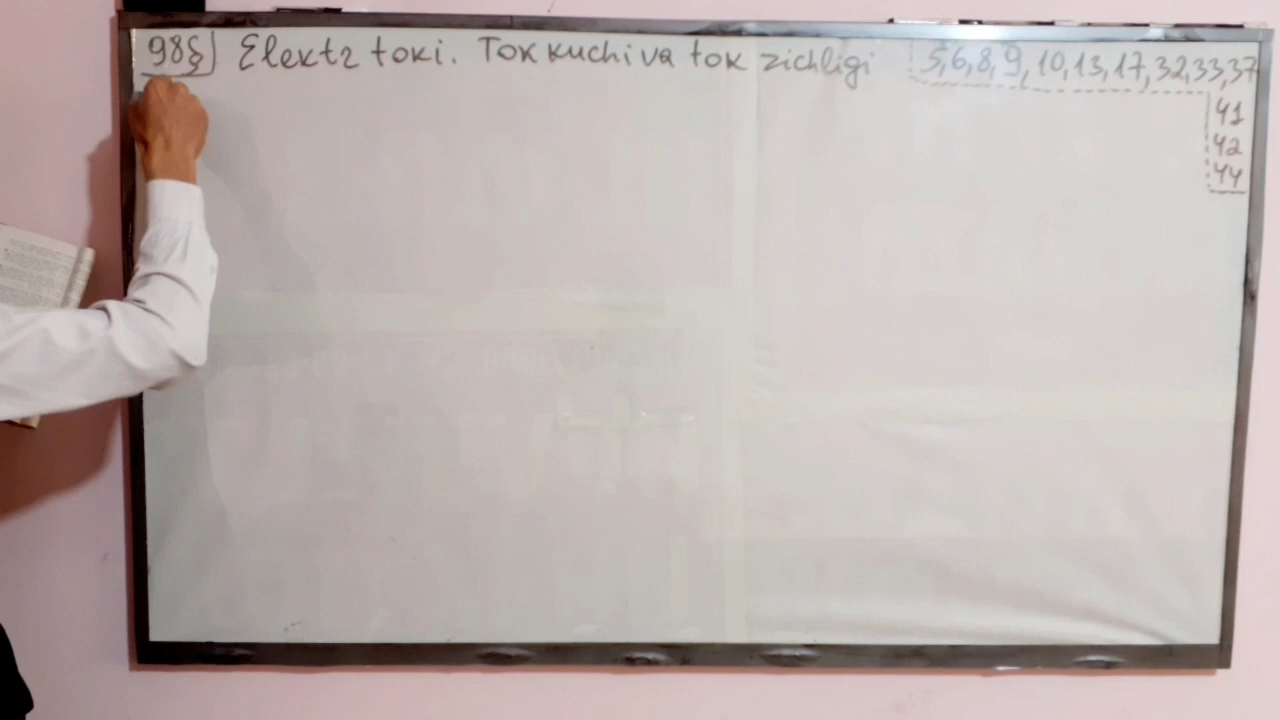 98§ Elektr toki. Tok kuchi va tok zichligi 5,6,8,9,10,13,17,32,33,37
41
42
44